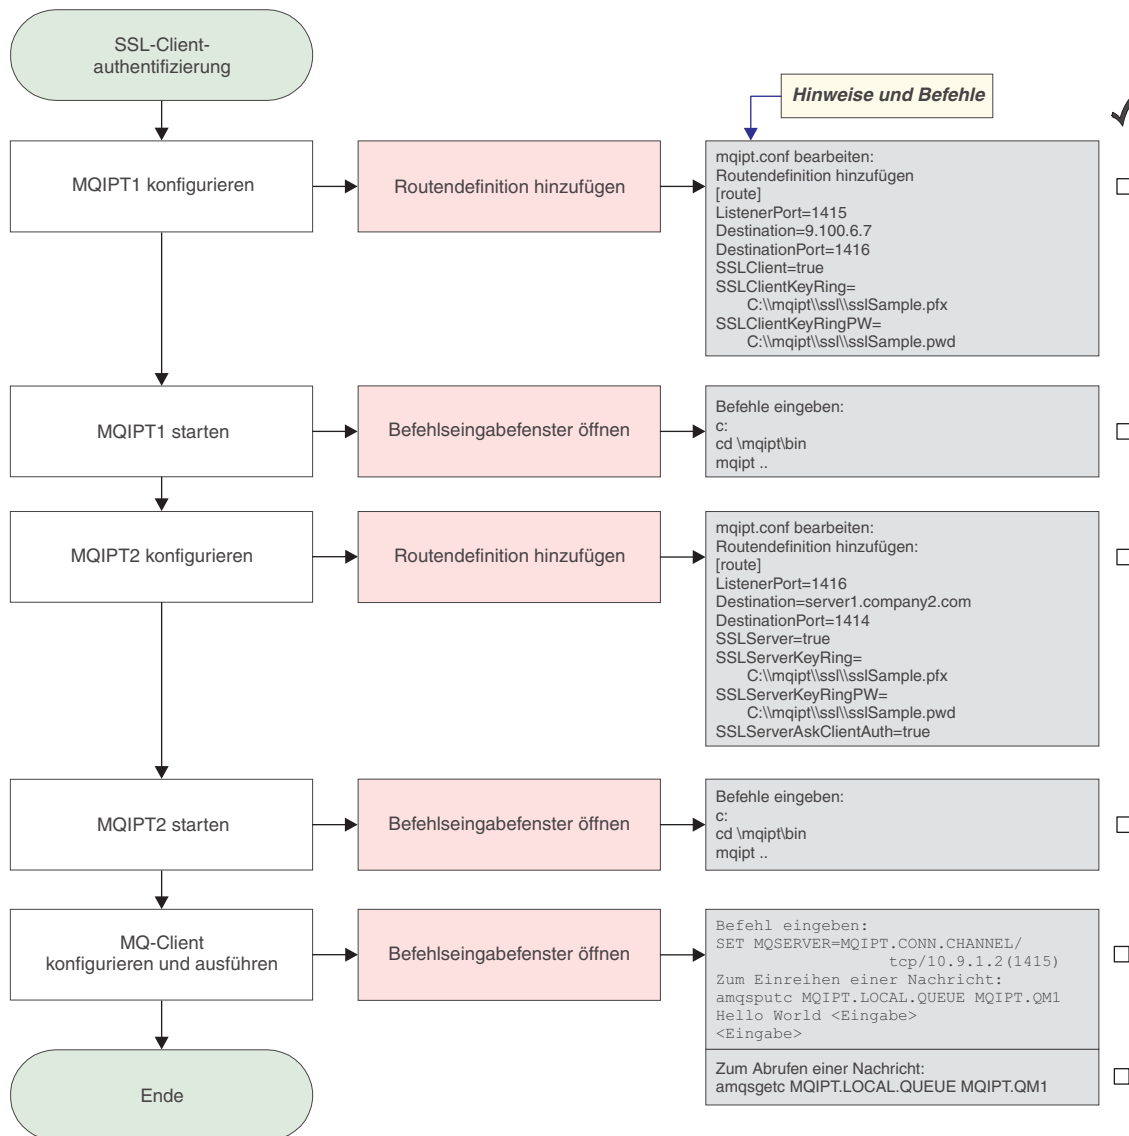 SSL-Client-
authentifizierung
Hinweise und Befehle
MQIPT1 konfigurieren
Routendefinition hinzufügen
mqipt.conf bearbeiten:
Routendefinition hinzufügen
[route]
ListenerPort=1415
Destination=9.100.6.7
DestinationPort=1416
SSLClient=true
SSLClientKeyRing=
C:\\mqipt\\ssl\\sslSample.pfx
SSLClientKeyRingPW=
C:\\mqipt\\ssl\\sslSample.pwd
MQIPT1 starten
Befehlseingabefenster öffnen
Befehle eingeben:
c:
cd \mqipt\bin
mqipt ..
MQIPT2 konfigurieren
Routendefinition hinzufügen
mqipt.conf bearbeiten:
Routendefinition hinzufügen:
[route]
ListenerPort=1416
Destination=server1.company2.com
DestinationPort=1414
SSLServer=true
SSLServerKeyRing=
C:\\mqipt\\ssl\\sslSample.pfx
SSLServerKeyRingPW=
C:\\mqipt\\ssl\\sslSample.pwd
SSLServerAskClientAuth=true
MQIPT2 starten
Befehlseingabefenster öffnen
Befehle eingeben:
c:
cd \mqipt\bin
mqipt ..
MQ-Client
konfigurieren und ausführen
Befehlseingabefenster öffnen
Befehl eingeben:
SET MQSERVER=MQIPT.CONN.CHANNEL/
tcp/10.9.1.2(1415)
Zum Einreihen einer Nachricht:
amqsputc MQIPT.LOCAL.QUEUE MQIPT.QM1
Hello World <Eingabe>
<Eingabe>
Zum Abrufen einer Nachricht:
amqsgetc MQIPT.LOCAL.QUEUE MQIPT.QM1
Ende